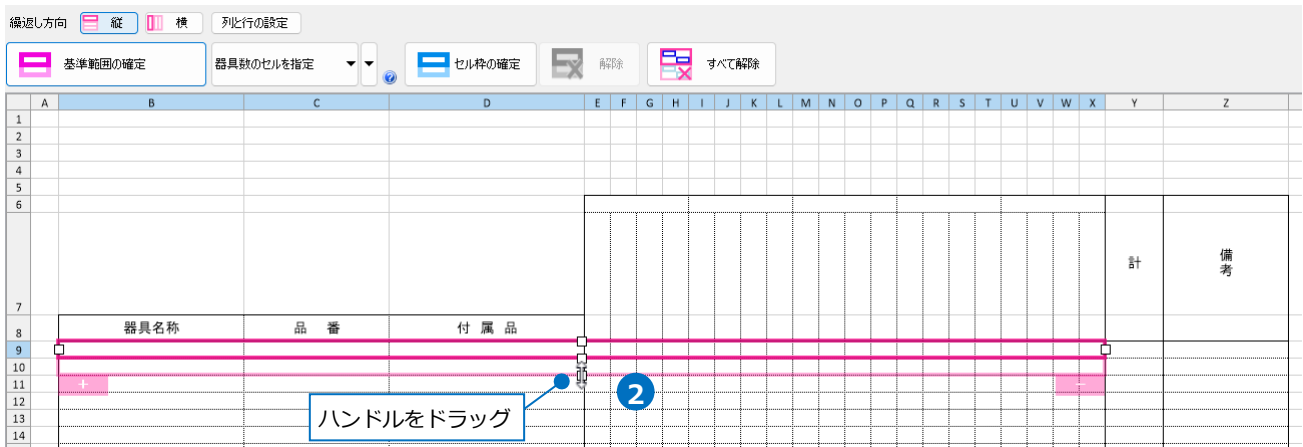 繰返し方向 縦 横 列と行の設定
基準範囲の確定 器具数のセルを指定 セル枠の確定 解除 すべて解除
A B C D E F G H I J K L M N O P Q R S T U V W X Y Z
1
2
3
4
5
6
7 計 備考
8 器具名称 品 番 付 属 品
9
10
11 + −
12
13
14
ハンドルをドラッグ 2